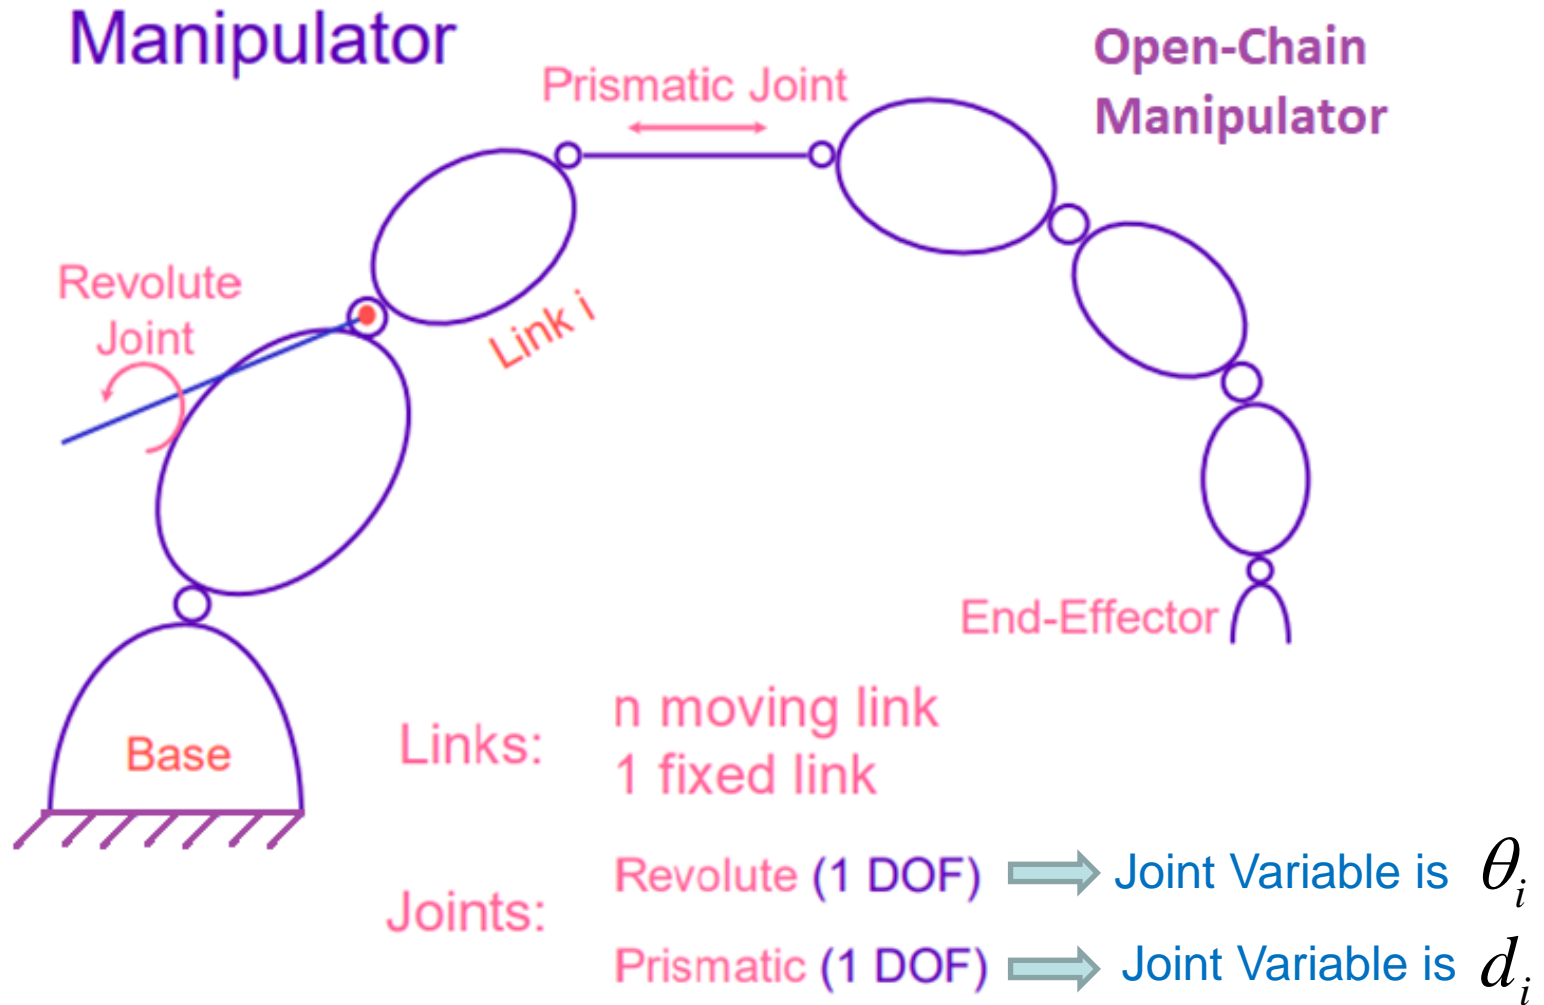 Manipulator
Open-Chain
Manipulator
Prismatic Joint
Revolute
Joint
Link i
End-Effector
Base
Links:
n moving link
1 fixed link
Joints:
Revolute (1 DOF)
Joint Variable is θᵢ
Prismatic (1 DOF)
Joint Variable is dᵢ